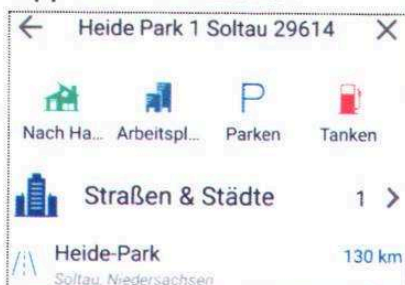 Heide Park 1 Soltau 29614
Nach Ha... Arbeitspl... Parken Tanken
Straßen & Städte 1
Heide-Park 130 km
Soltau, Niedersachsen